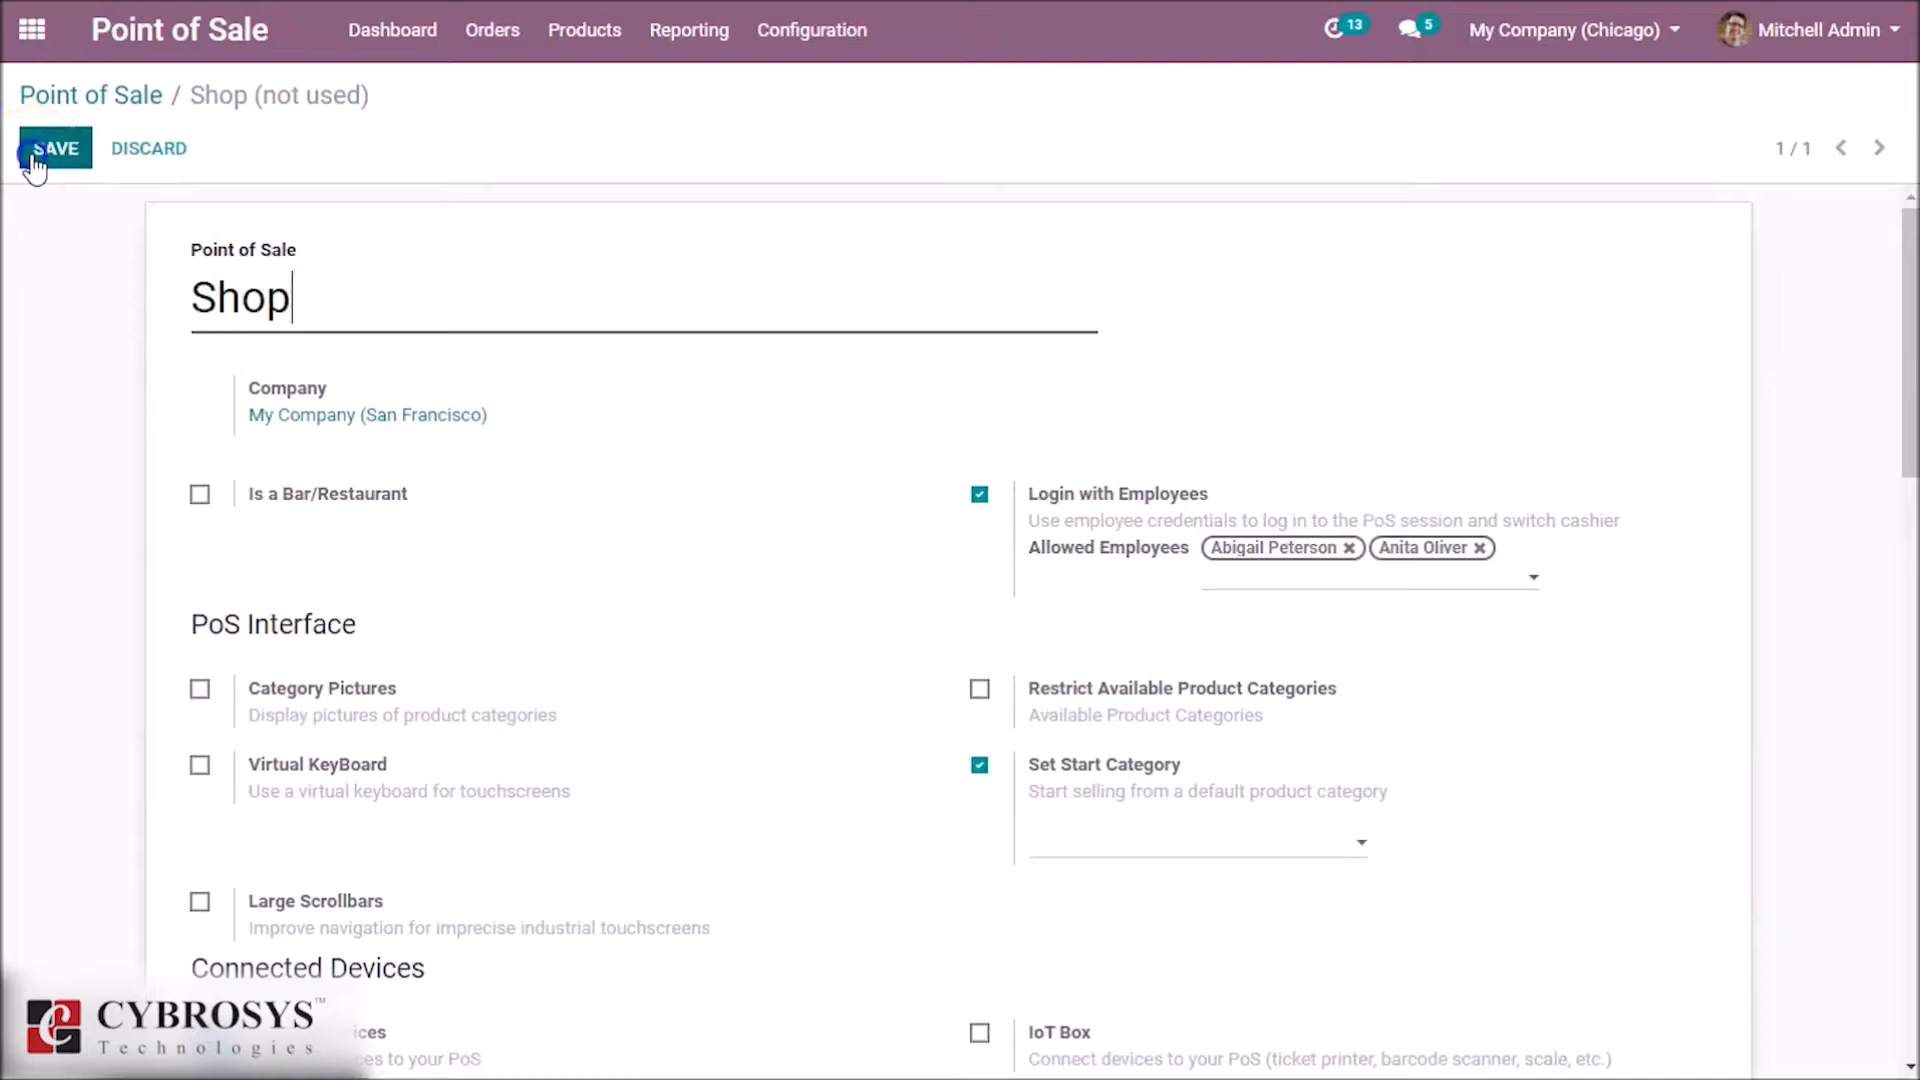 Point of Sale Dashboard Orders Products Reporting Configuration 13 5 My Company (Chicago) Mitchell Admin
Point of Sale / Shop (not used)
SAVE DISCARD 1 / 1
Point of Sale
Shop
Company
My Company (San Francisco)
Is a Bar/Restaurant
Login with Employees
Use employee credentials to log in to the PoS session and switch cashier
Allowed Employees Abigail Peterson Anita Oliver
PoS Interface
Category Pictures
Display pictures of product categories
Restrict Available Product Categories
Available Product Categories
Virtual KeyBoard
Use a virtual keyboard for touchscreens
Set Start Category
Start selling from a default product category
Large Scrollbars
Improve navigation for imprecise industrial touchscreens
Connected Devices
to your PoS
IoT Box
Connect devices to your PoS (ticket printer, barcode scanner, scale, etc.)
CYBROSYS™
Technologies